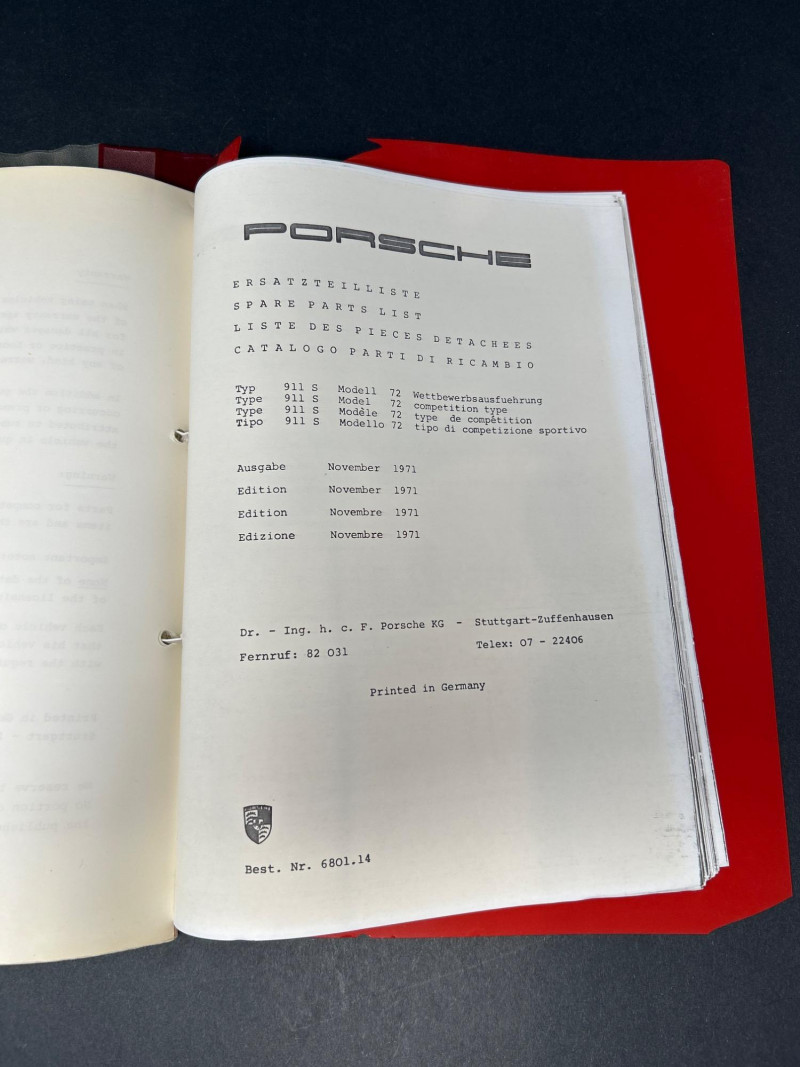 PORSCHE
ERSATZTEILLISTE
SPARE PARTS LIST
LISTE DES PIECES DETACHEES
CATALOGO PARTI DI RICAMBIO
Typ 911 S Modell 72 Wettbewerbsausfuehrung
Type 911 S Model 72 competition type
Type 911 S Modèle 72 type de compétition
Tipo 911 S Modello 72 tipo di competizione sportivo
Ausgabe November 1971
Edition November 1971
Edition Novembre 1971
Edizione Novembre 1971
Dr. - Ing. h. c. F. Porsche KG - Stuttgart-Zuffenhausen
Fernruf: 82 031 Telex: 07 - 22406
Printed in Germany
Best. Nr. 6801.14